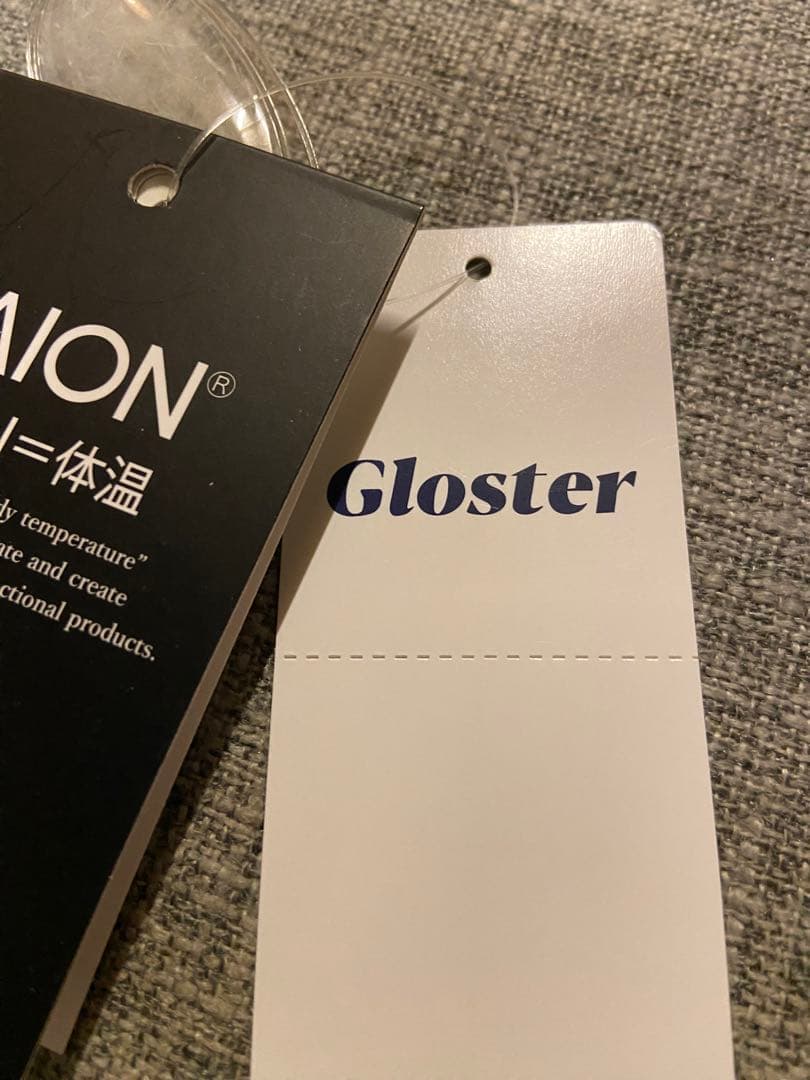 AION®
=体温
dy temperature”
ate and create
ctional products.
Gloster